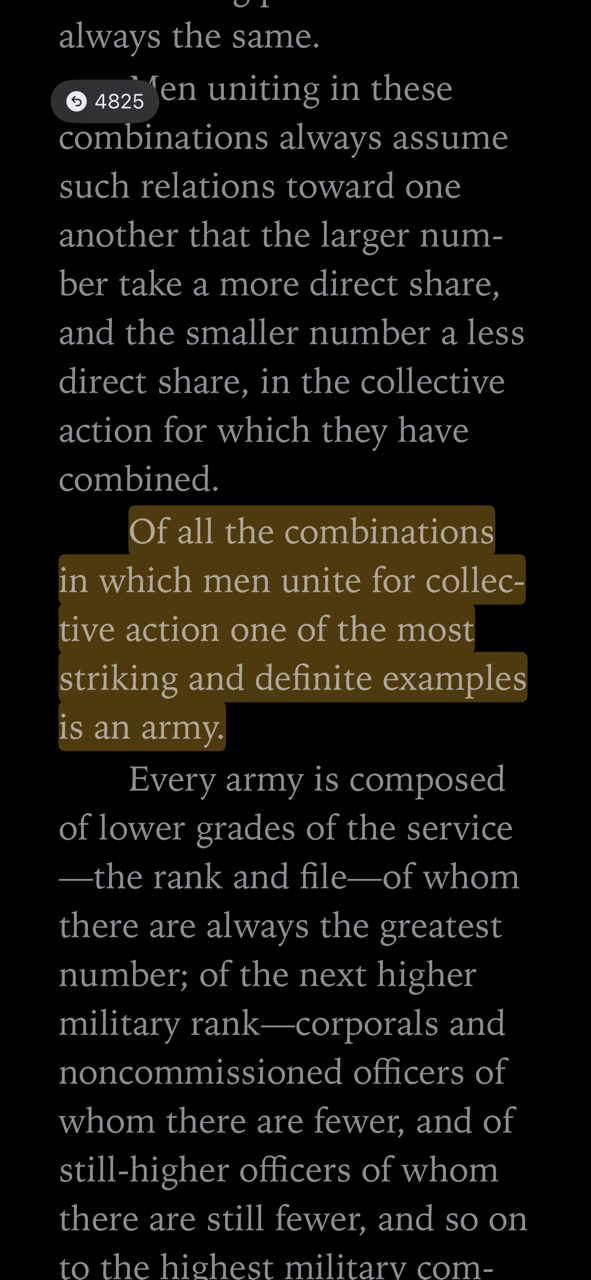 always the same.
4825
Men uniting in these
combinations always assume
such relations toward one
another that the larger num-
ber take a more direct share,
and the smaller number a less
direct share, in the collective
action for which they have
combined.
Of all the combinations
in which men unite for collec-
tive action one of the most
striking and definite examples
is an army.
Every army is composed
of lower grades of the service
—the rank and file—of whom
there are always the greatest
number; of the next higher
military rank—corporals and
noncommissioned officers of
whom there are fewer, and of
still-higher officers of whom
there are still fewer, and so on
to the highest military com-